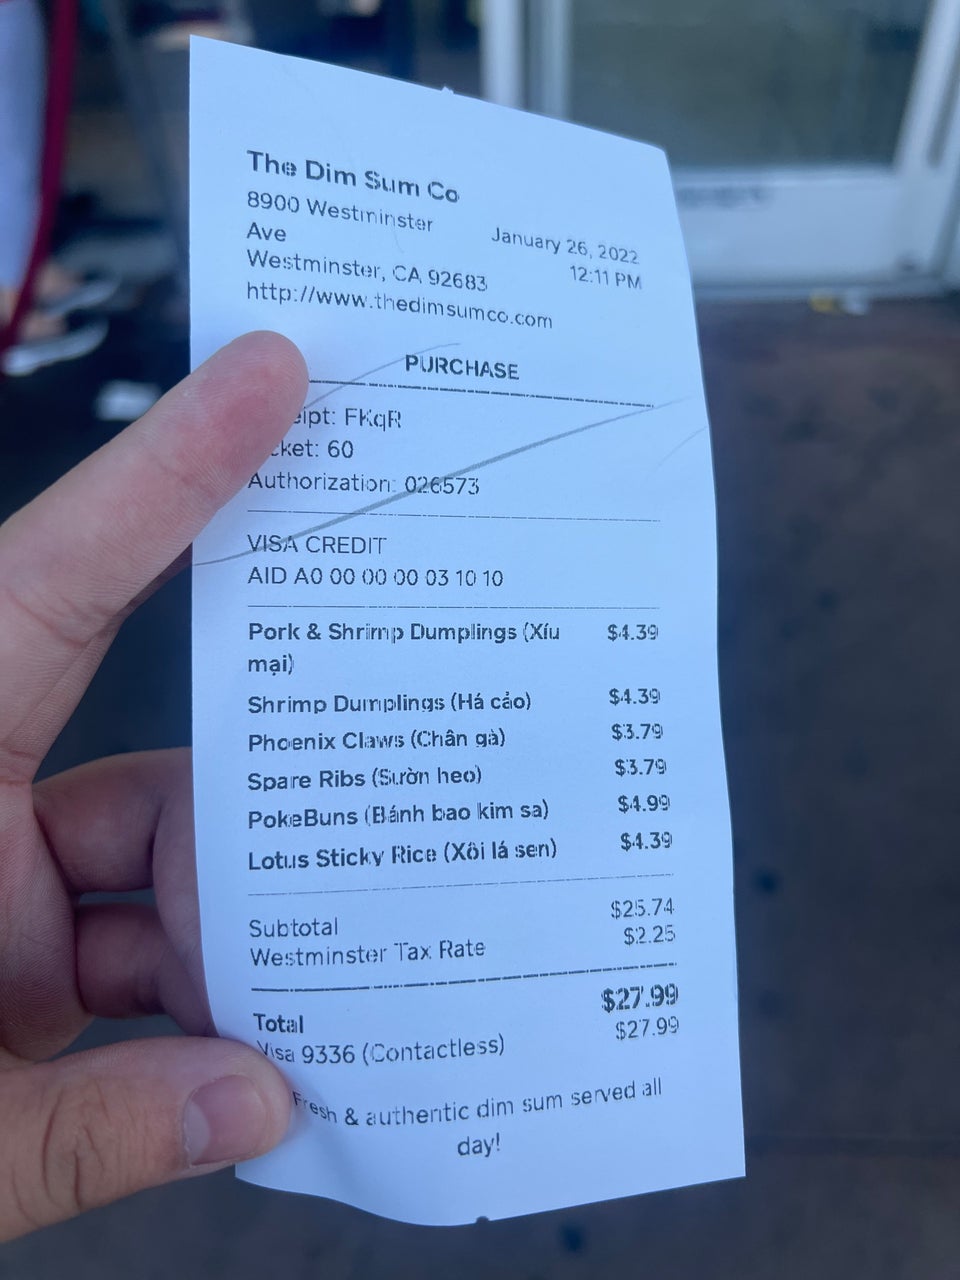 The Dim Sum Co
8900 Westminster
Ave
Westminster, CA 92683
http://www.thedimsumco.com
January 26, 2022
12:11 PM
PURCHASE
eipt: FKqR
cket: 60
Authorization: 026573
VISA CREDIT
AID A0 00 00 00 03 10 10
Pork & Shrimp Dumplings (Xíu $4.39
mại)
Shrimp Dumplings (Há cảo) $4.39
Phoenix Claws (Chân gà) $3.79
Spare Ribs (Sườn heo) $3.79
PokeBuns (Bánh bao kim sa) $4.99
Lotus Sticky Rice (Xôi lá sen) $4.39
Subtotal $25.74
Westminster Tax Rate $2.25
Total $27.99
Visa 9336 (Contactless) $27.99
Fresh & authentic dim sum served all
day!